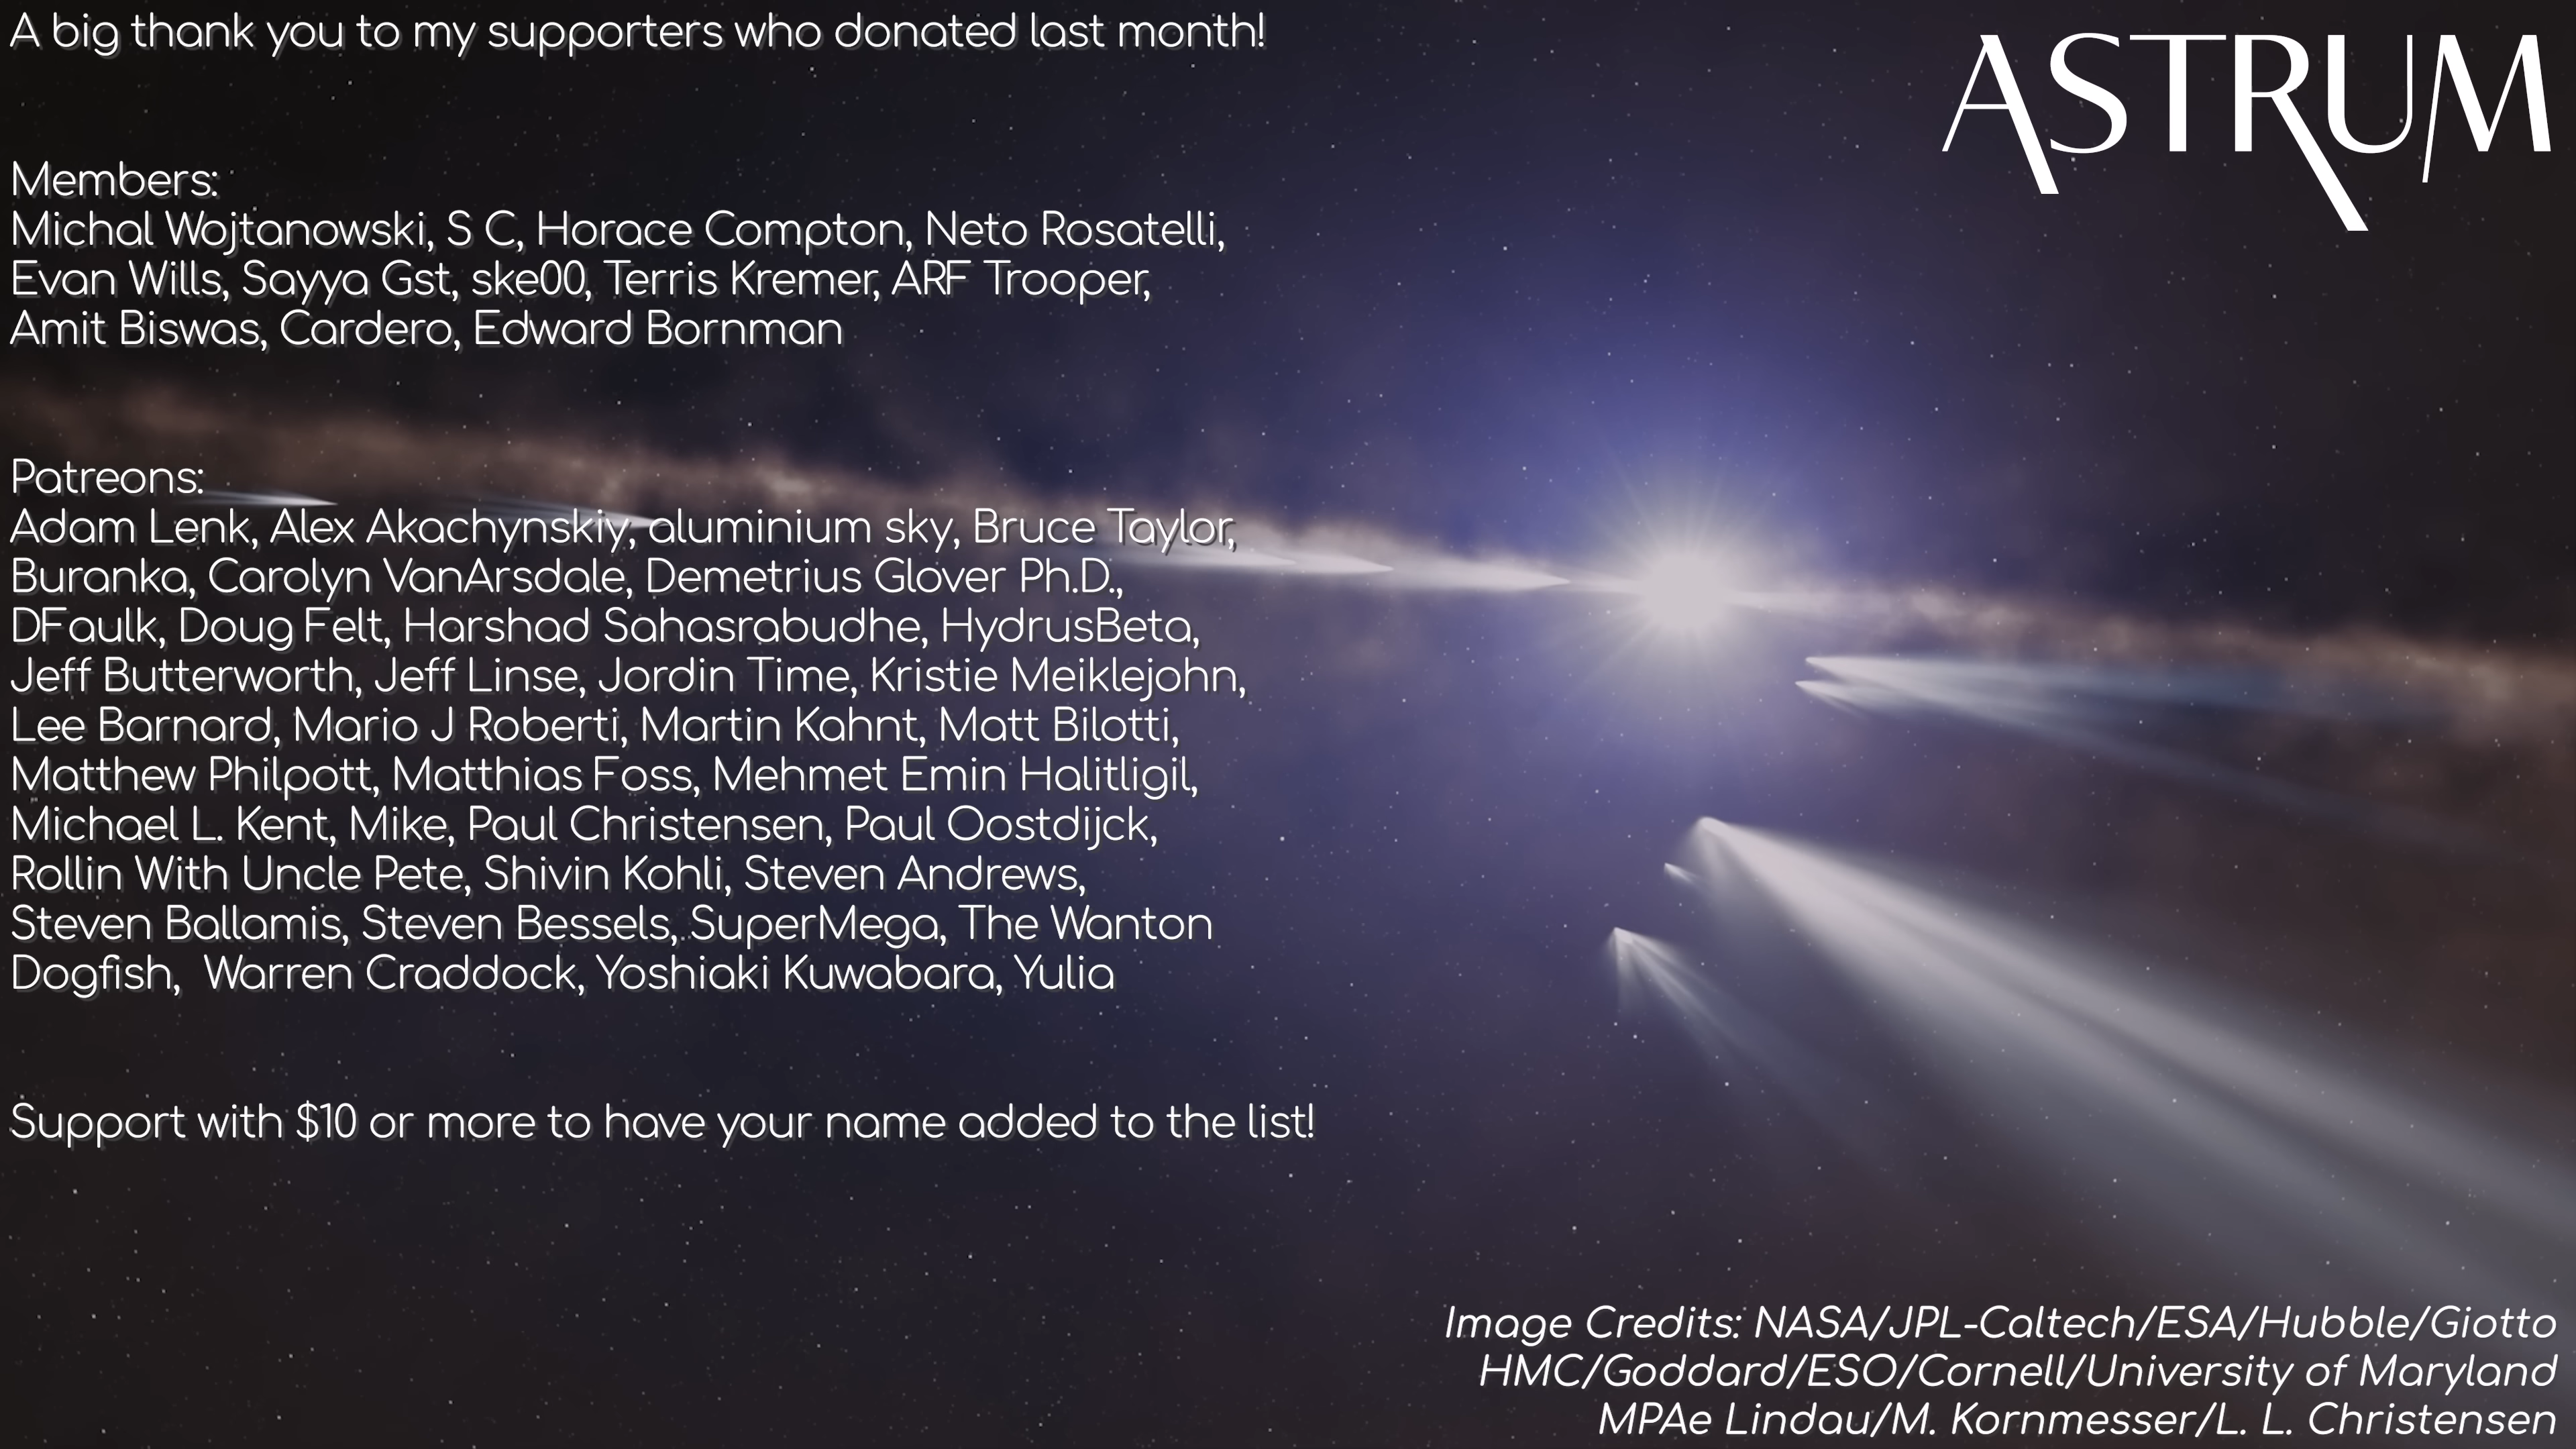 A big thank you to my supporters who donated last month!
ASTRUM
Members:
Michal Wojtanowski, S C, Horace Compton, Neto Rosatelli,
Evan Wills, Sayya Gst, ske00, Terris Kremer, ARF Trooper,
Amit Biswas, Cardero, Edward Bornman
Patreons:
Adam Lenk, Alex Akachynskiy, aluminium sky, Bruce Taylor,
Buranka, Carolyn VanArsdale, Demetrius Glover Ph.D.,
DFaulk, Doug Felt, Harshad Sahasrabudhe, HydrusBeta,
Jeff Butterworth, Jeff Linse, Jordin Time, Kristie Meiklejohn,
Lee Barnard, Mario J Roberti, Martin Kahnt, Matt Bilotti,
Matthew Philpott, Matthias Foss, Mehmet Emin Halitligil,
Michael L. Kent, Mike, Paul Christensen, Paul Oostdijck,
Rollin With Uncle Pete, Shivin Kohli, Steven Andrews,
Steven Ballamis, Steven Bessels, SuperMega, The Wanton
Dogfish,  Warren Craddock, Yoshiaki Kuwabara, Yulia
Support with $10 or more to have your name added to the list!
Image Credits: NASA/JPL-Caltech/ESA/Hubble/Giotto
HMC/Goddard/ESO/Cornell/University of Maryland
MPAe Lindau/M. Kornmesser/L. L. Christensen